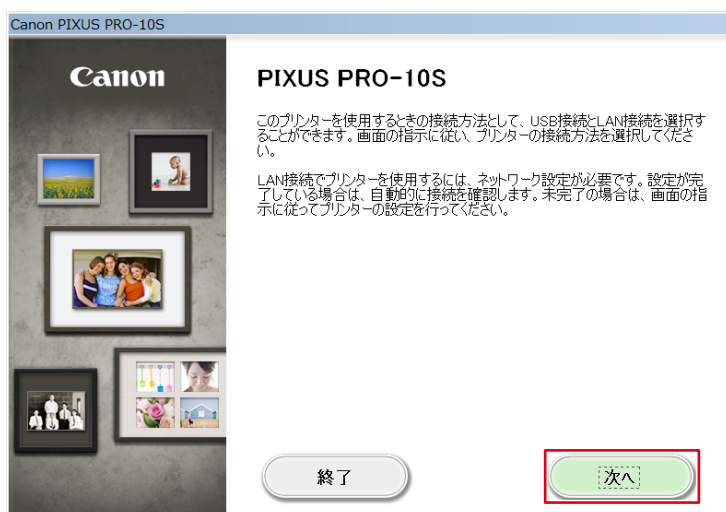 Canon PIXUS PRO-10S
Canon
PIXUS PRO-10S
このプリンターを使用するときの接続方法として、USB接続とLAN接続を選択す
ることができます。画面の指示に従い、プリンターの接続方法を選択してくださ
い。
LAN接続でプリンターを使用するには、ネットワーク設定が必要です。設定が完
了している場合は、自動的に接続を確認します。未完了の場合は、画面の指
示に従ってプリンターの設定を行ってください。
終了
次へ